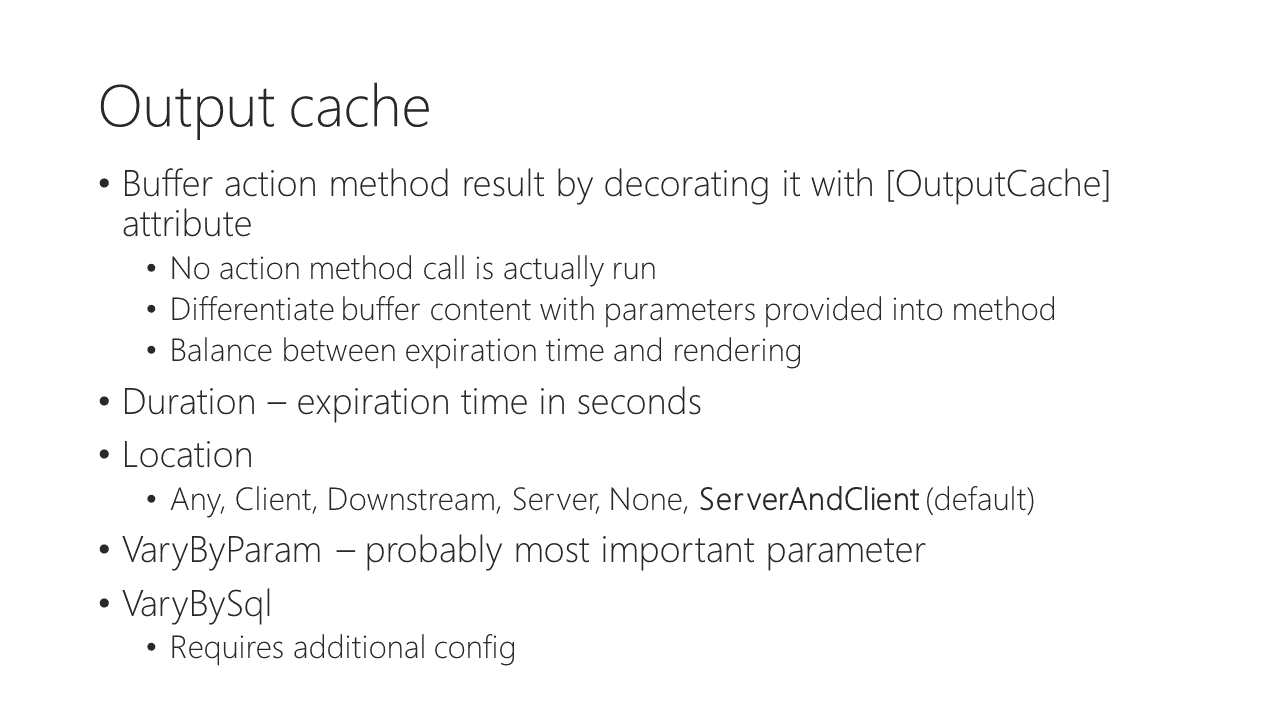 Output cache
• Buffer action method result by decorating it with [OutputCache]
attribute
• No action method call is actually run
• Differentiate buffer content with parameters provided into method
• Balance between expiration time and rendering
• Duration – expiration time in seconds
• Location
• Any, Client, Downstream, Server, None, ServerAndClient (default)
• VaryByParam – probably most important parameter
• VaryBySql
• Requires additional config